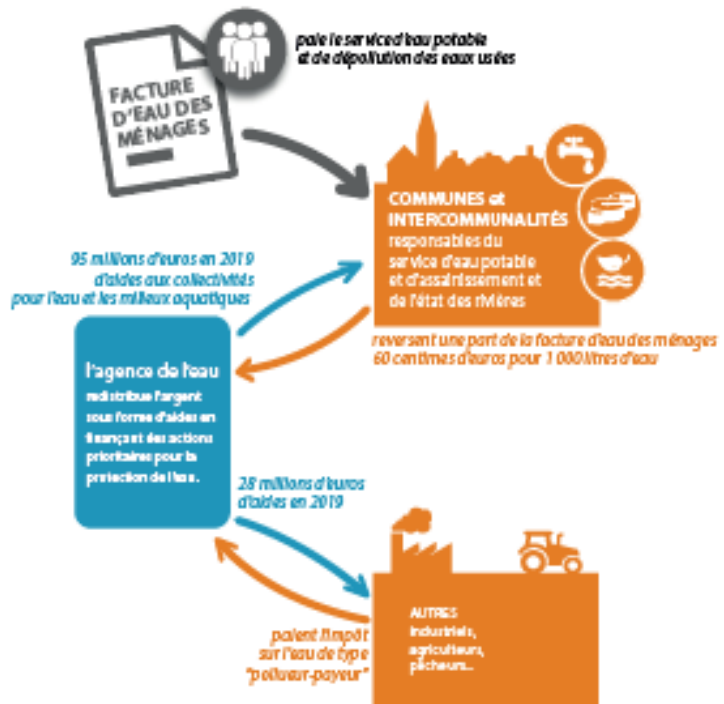 paie le service d'eau potable
et de dépollution des eaux usées
FACTURE
D'EAU DES
MÉNAGES
COMMUNES et
INTERCOMMUNALITÉS
responsables du
service d'eau potable
et d'assainissement et
de l'état des rivières
95 millions d'euros en 2019
d'aides aux collectivités
pour l'eau et les milieux aquatiques
reversent une part de la facture d'eau des ménages
60 centimes d'euros pour 1 000 litres d'eau
l'agence de l'eau
redistribue l'argent
sous forme d'aides en
finançant des actions
prioritaires pour la
protection de l'eau.
28 millions d'euros
d'aides en 2019
AUTRES
industriels,
agriculteurs,
pêcheurs...
paient l'impôt
sur l'eau de type
"pollueur-payeur"